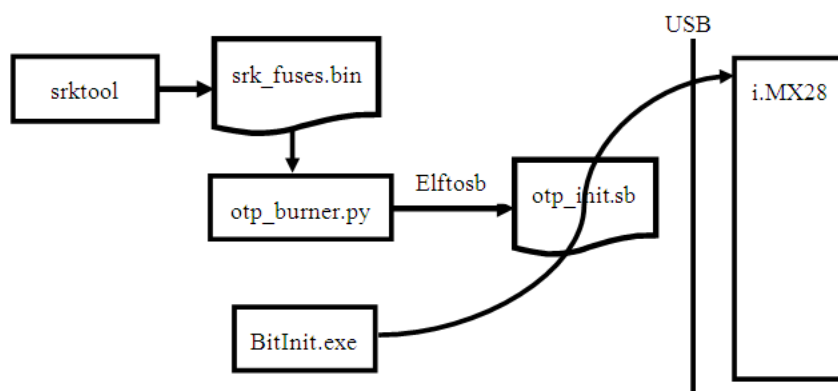 USB
srktool
srk_fuses.bin
i.MX28
otp_burner.py
Elftosb
otp_init.sb
BitInit.exe